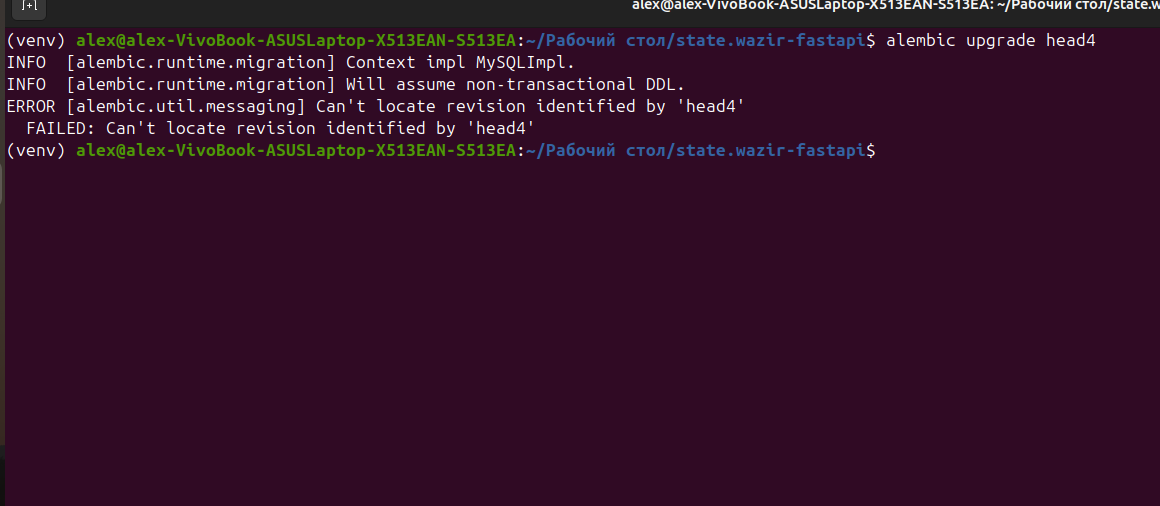 alex@alex-VivoBook-ASUSLaptop-X513EAN-S513EA: ~/Рабочий стол/state.w
(venv) alex@alex-VivoBook-ASUSLaptop-X513EAN-S513EA:~/Рабочий стол/state.wazir-fastapi$ alembic upgrade head4
INFO  [alembic.runtime.migration] Context impl MySQLImpl.
INFO  [alembic.runtime.migration] Will assume non-transactional DDL.
ERROR [alembic.util.messaging] Can't locate revision identified by 'head4'
  FAILED: Can't locate revision identified by 'head4'
(venv) alex@alex-VivoBook-ASUSLaptop-X513EAN-S513EA:~/Рабочий стол/state.wazir-fastapi$